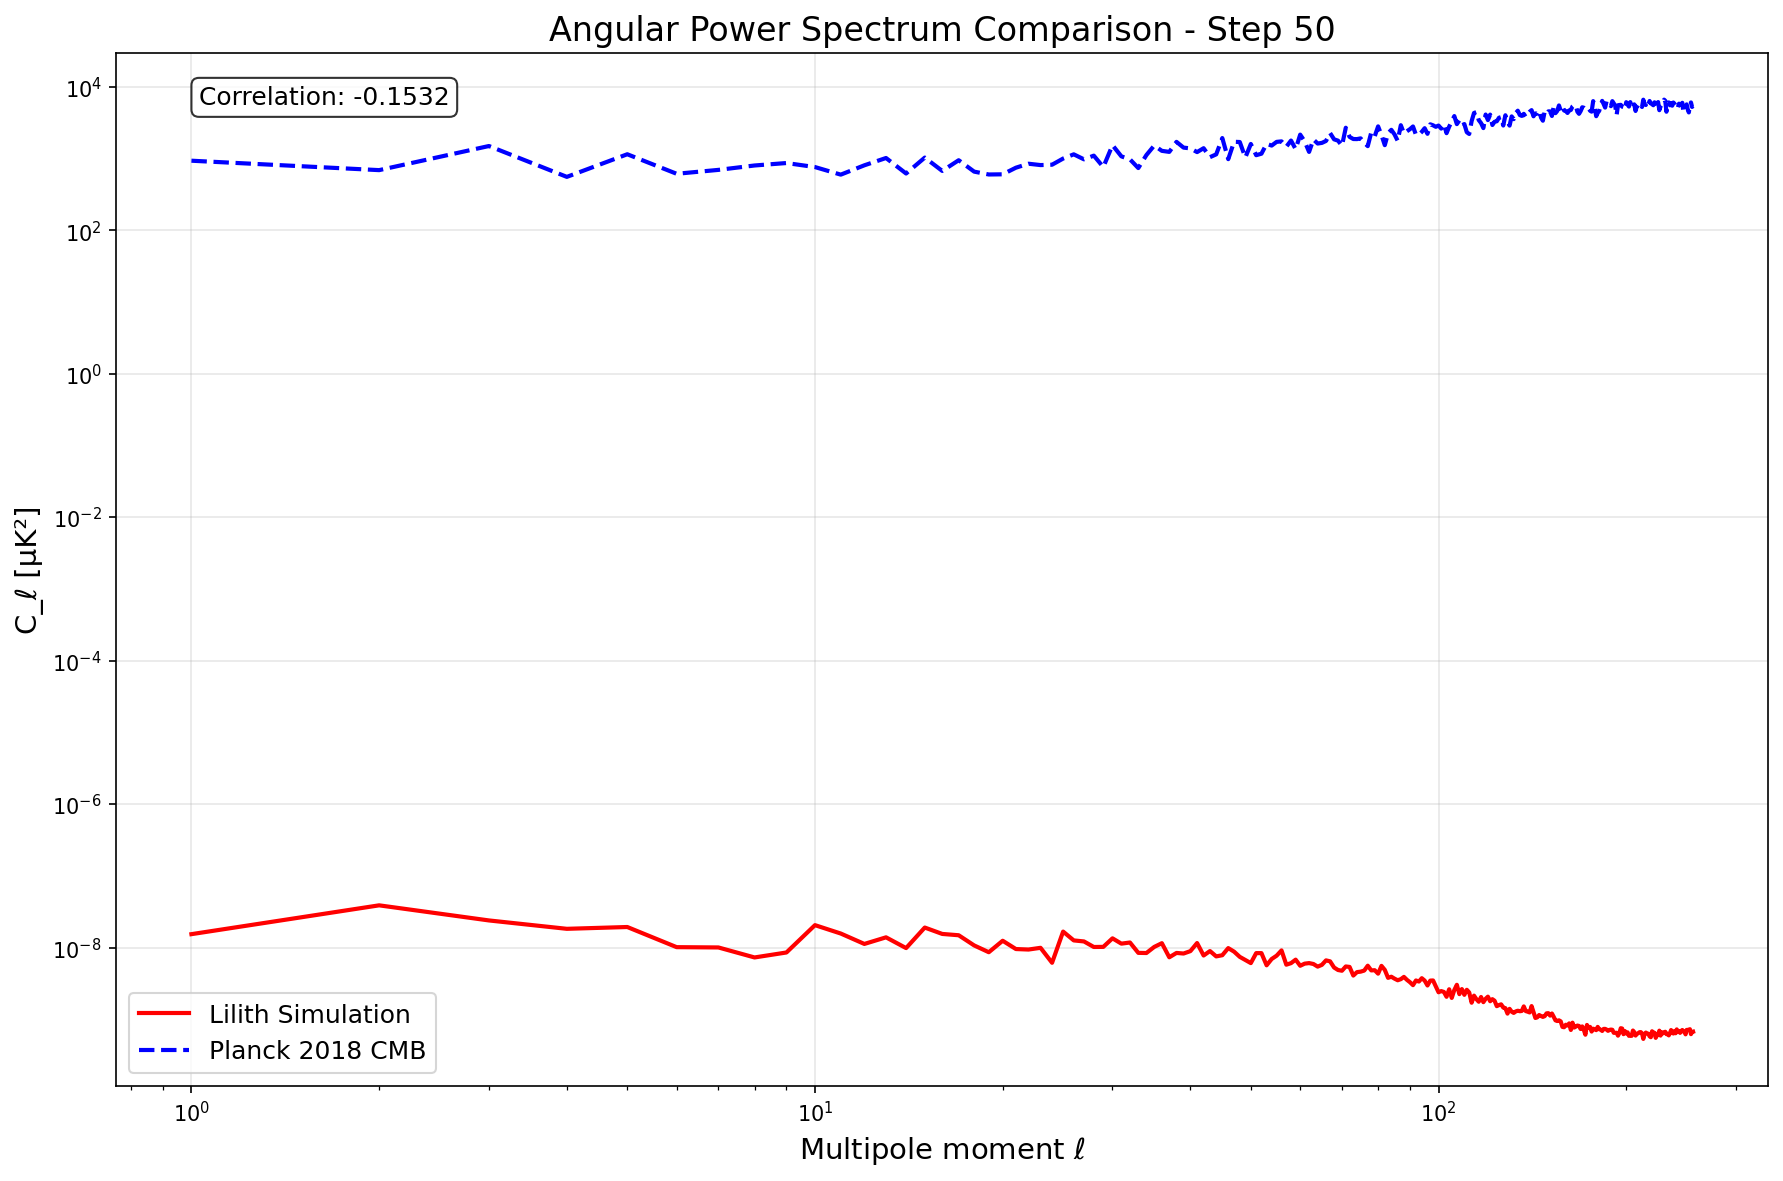 Angular Power Spectrum Comparison - Step 50
Correlation: -0.1532
10⁴
10²
10⁰
10⁻²
10⁻⁴
10⁻⁶
10⁻⁸
C_ℓ [μK²]
Lilith Simulation
Planck 2018 CMB
10⁰ 10¹ 10²
Multipole moment ℓ